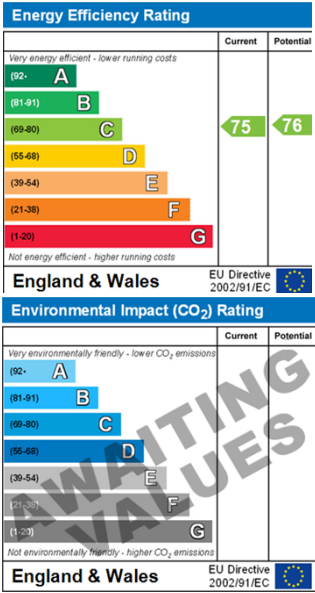 Energy Efficiency Rating
Current Potential
Very energy efficient - lower running costs
(92+ A
(81-91) B
(69-80) C 75 76
(55-68) D
(39-54) E
(21-38) F
(1-20) G
Not energy efficient - higher running costs
England & Wales
EU Directive
2002/91/EC
Environmental Impact (CO2) Rating
Current Potential
Very environmentally friendly - lower CO2 emissions
(92+ A
(81-91) B
(69-80) C
(55-68) D
(39-54) E
(21-38) F
(1-20) G
AWAITING
VALUES
Not environmentally friendly - higher CO2 emissions
England & Wales
EU Directive
2002/91/EC